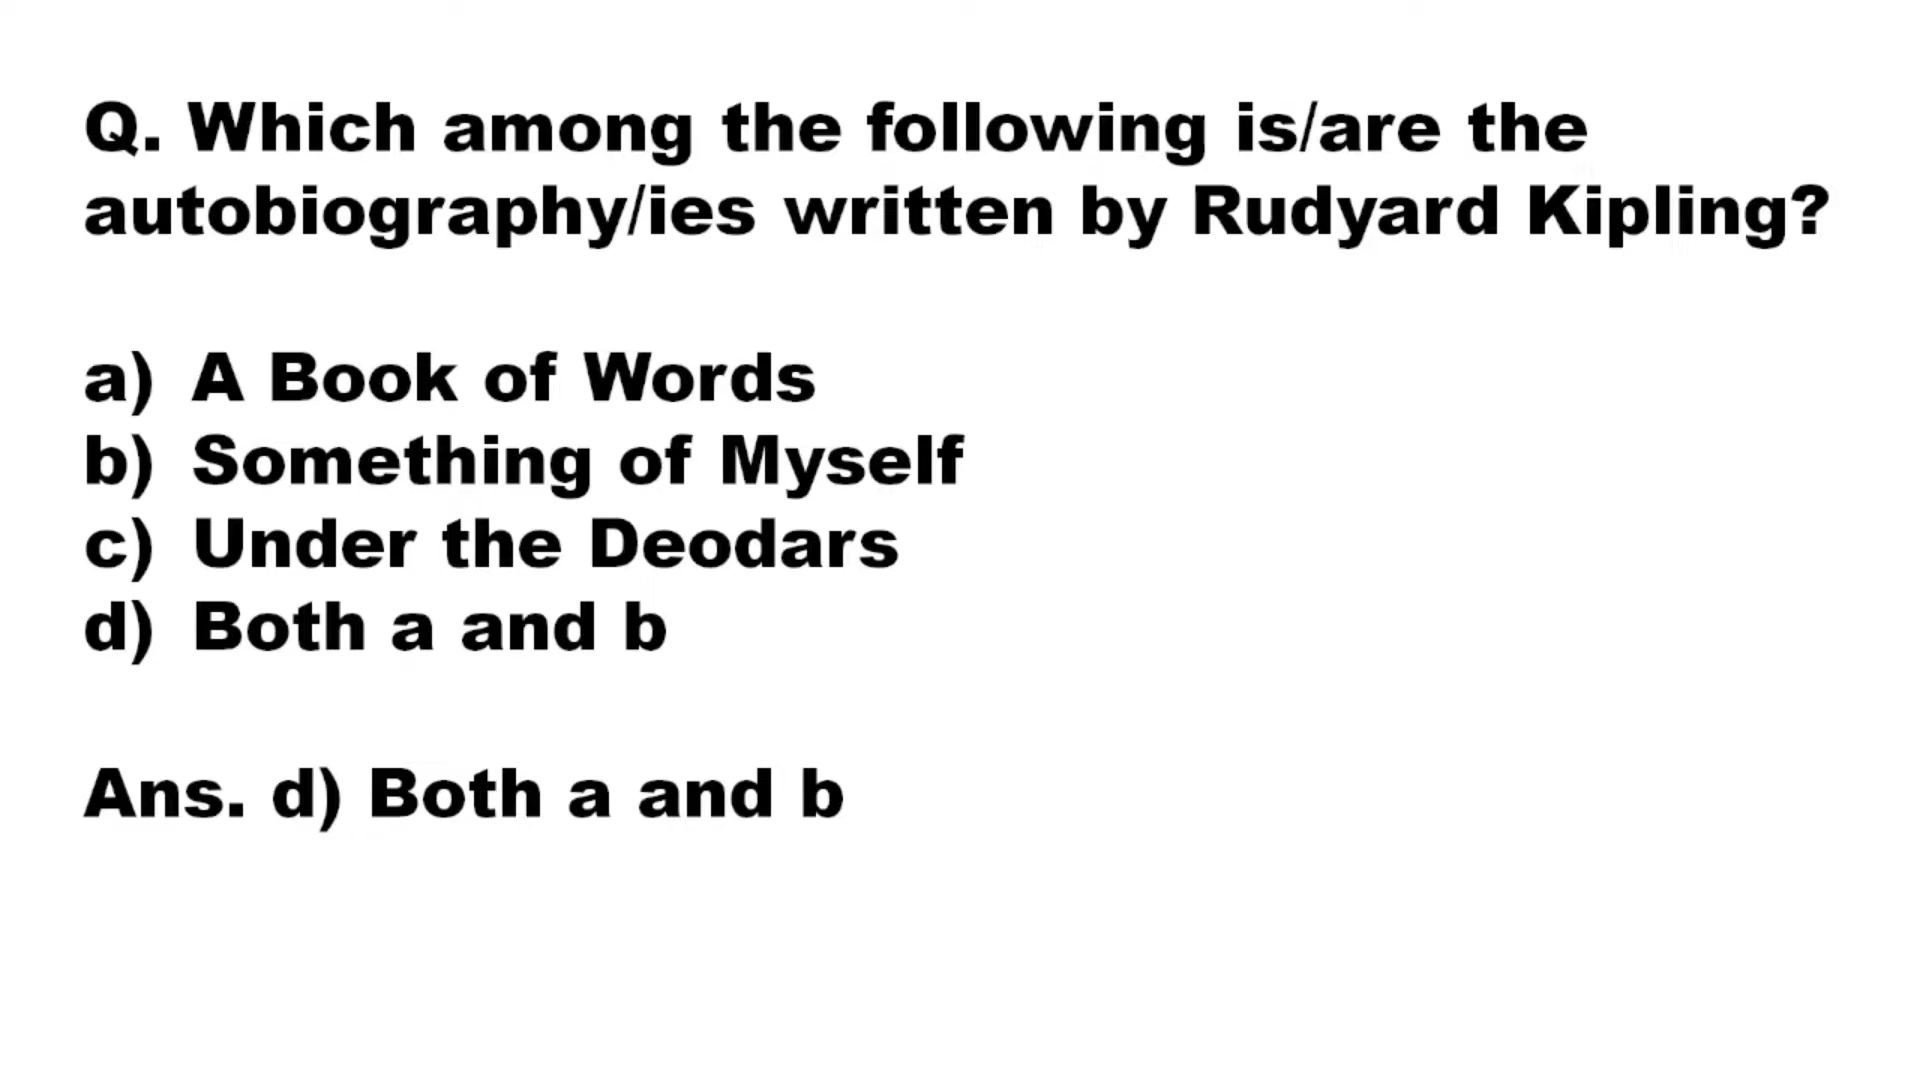 Q. Which among the following is/are the
autobiography/ies written by Rudyard Kipling?
a) A Book of Words
b) Something of Myself
c) Under the Deodars
d) Both a and b
Ans. d) Both a and b